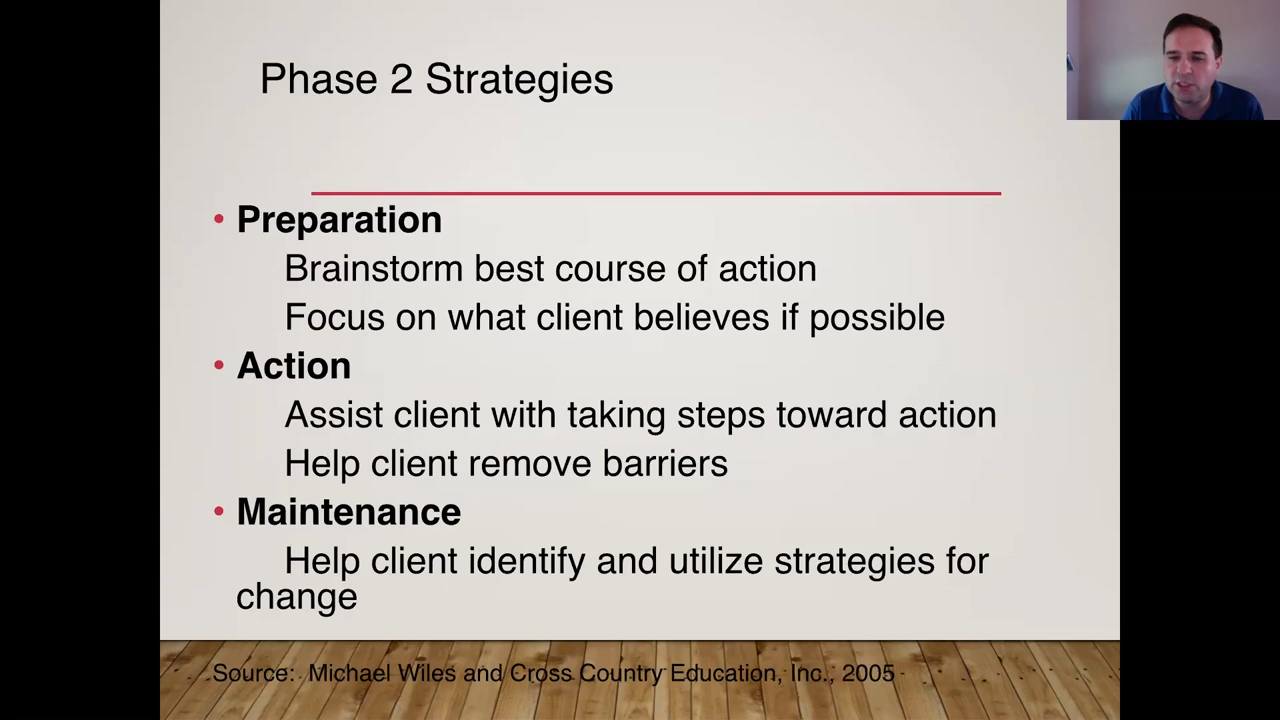 Phase 2 Strategies
• Preparation
Brainstorm best course of action
Focus on what client believes if possible
• Action
Assist client with taking steps toward action
Help client remove barriers
• Maintenance
Help client identify and utilize strategies for
change
Source: Michael Wiles and Cross Country Education, Inc., 2005